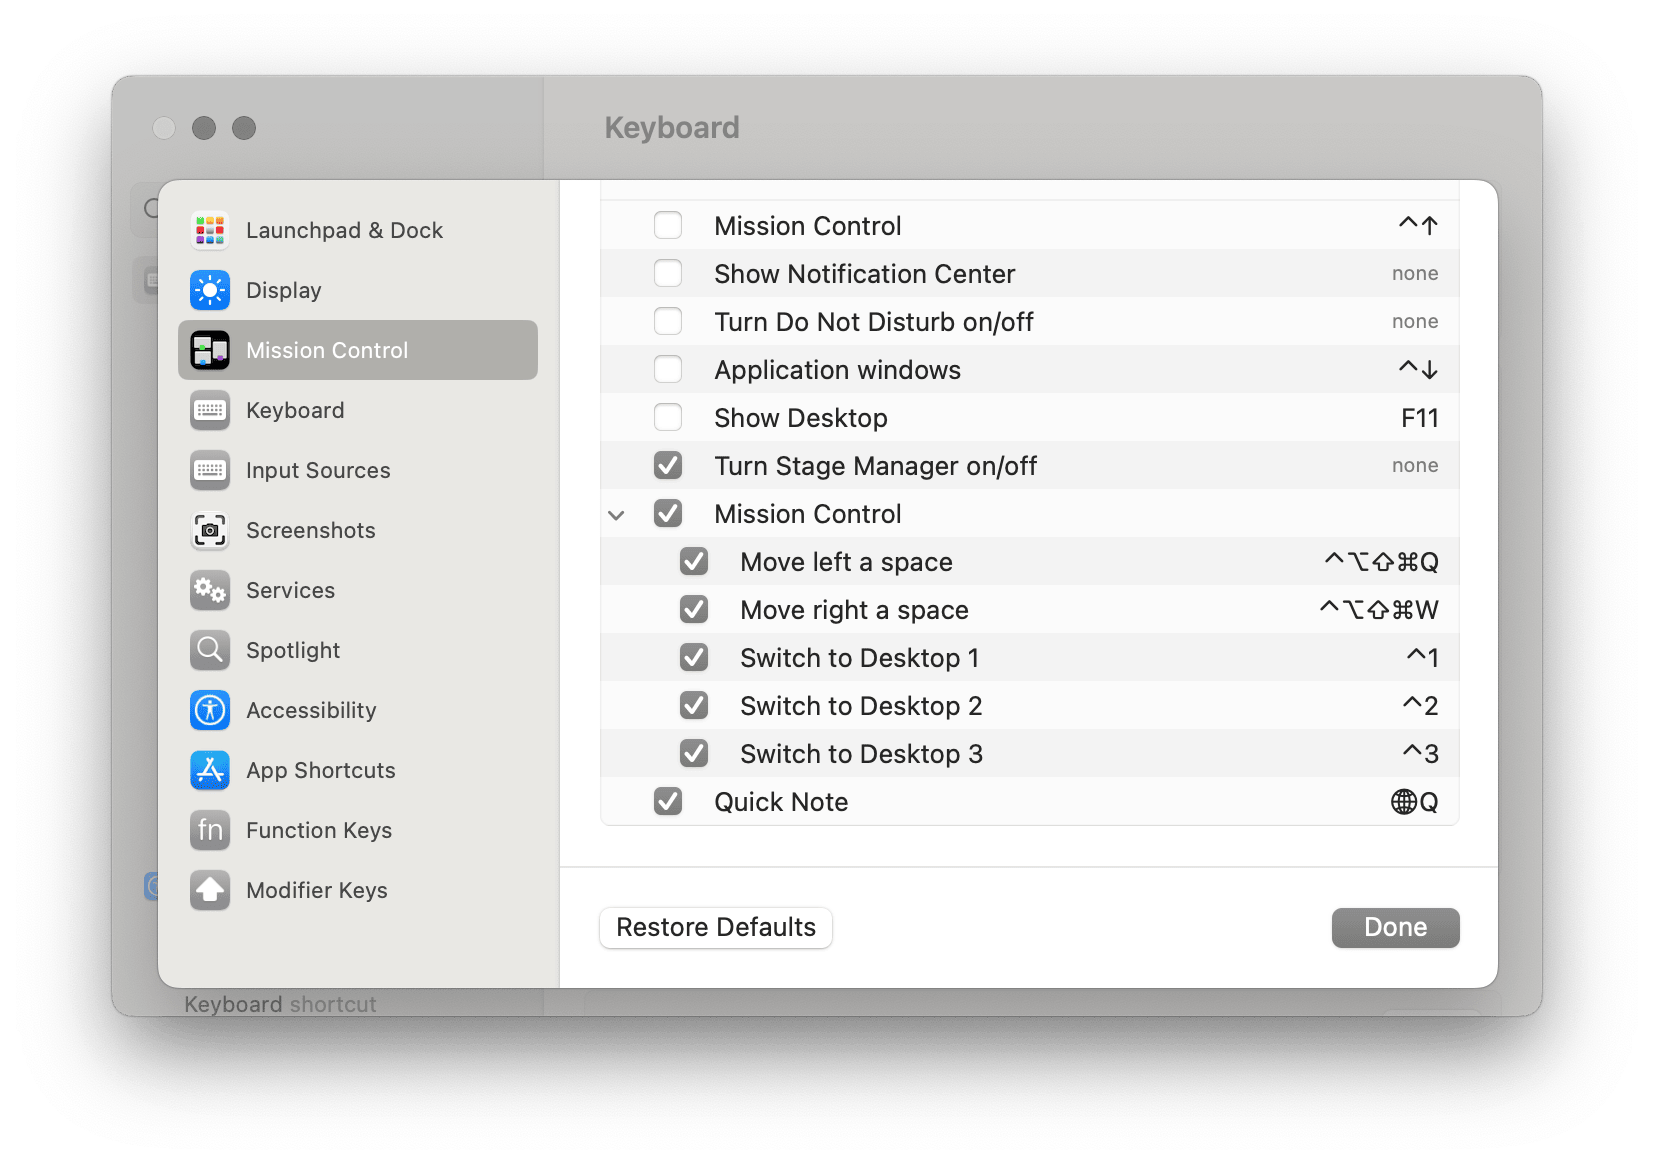 Keyboard
Launchpad & Dock
Display
Mission Control
Keyboard
Input Sources
Screenshots
Services
Spotlight
Accessibility
App Shortcuts
fn Function Keys
Modifier Keys
Mission Control ^↑
Show Notification Center none
Turn Do Not Disturb on/off none
Application windows ^↓
Show Desktop F11
Turn Stage Manager on/off none
Mission Control
Move left a space ^⌥⇧⌘Q
Move right a space ^⌥⇧⌘W
Switch to Desktop 1 ^1
Switch to Desktop 2 ^2
Switch to Desktop 3 ^3
Quick Note 🌐Q
Restore Defaults
Done
Keyboard shortcut